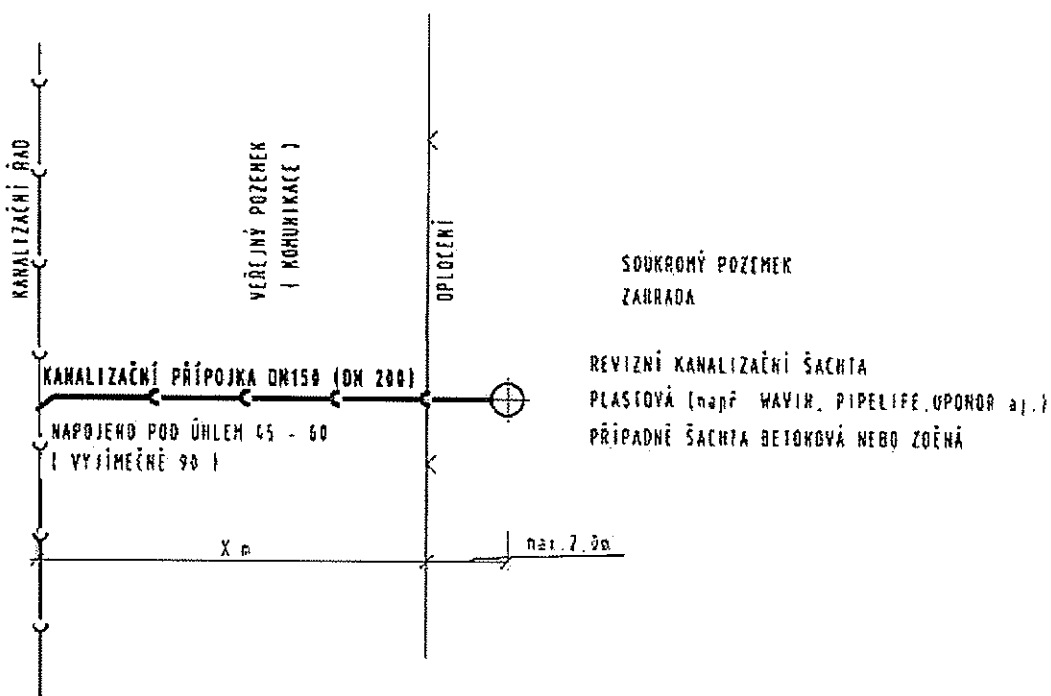 KANALIZAČNÍ ŘAD
VEŘEJNÝ POZEMEK
( KOMUNIKACE )
OPLOCENÍ
SOUKROMÝ POZEMEK
ZAHRADA
KANALIZAČNÍ PŘÍPOJKA DN150 (DN 200)
NAPOJENO POD ÚHLEM 45 - 60
( VÝJÍMEČNĚ 90 )
REVIZNÍ KANALIZAČNÍ ŠACHTA
PLASTOVÁ (např WAVIN, PIPELIFE, UPONOR aj.)
PŘÍPADNĚ ŠACHTA BETONOVÁ NEBO ZDĚNÁ
X m
max. 2,0m